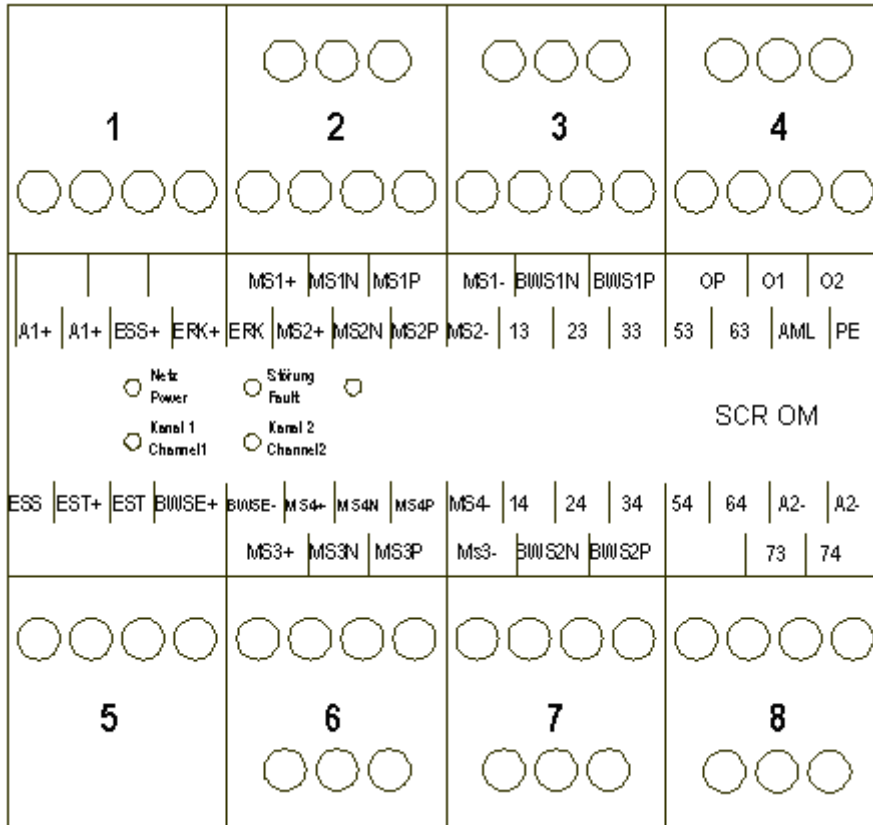 1 2 3 4
MS1+ MS1N MS1P MS1- BWS1N BWS1P OP O1 O2
A1+ A1+ ESS+ ERK+ ERK MS2+ MS2N MS2P MS2- 13 23 33 53 63 AML PE
Netz Störung
Power Fault
SCR OM
Kanal 1 Kanal 2
Channel1 Channel2
ESS EST+ EST BWSE+ BWSE- MS4+ MS4N MS4P MS4- 14 24 34 54 64 A2- A2-
MS3+ MS3N MS3P Ms3- BWS2N BWS2P 73 74
5 6 7 8